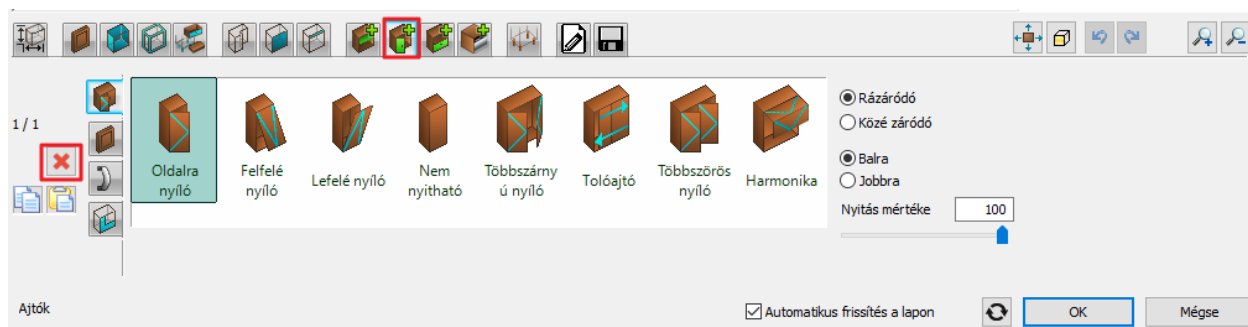 1 / 1
Oldalra
nyíló
Felfelé
nyíló
Lefelé nyíló
Nem
nyitható
Többszárny
ú nyíló
Tolóajtó
Többszörös
nyíló
Harmonika
Rázáródó
Közé záródó
Balra
Jobbra
Nyitás mértéke 100
Ajtók
Automatikus frissítés a lapon
OK
Mégse